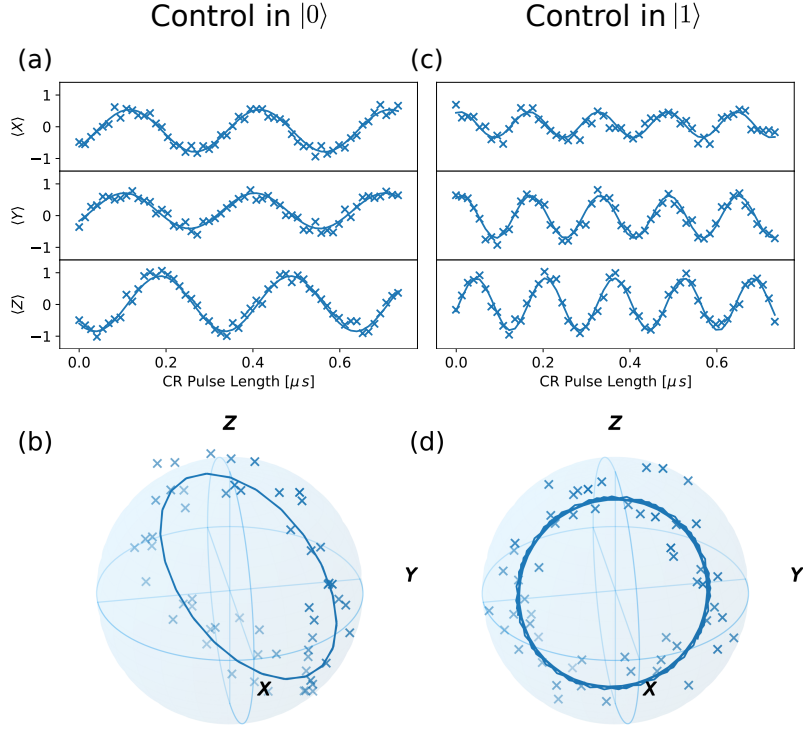 Control in |0⟩
Control in |1⟩
(a)
(c)
⟨X⟩
1
0
−1
⟨Y⟩
1
0
−1
⟨Z⟩
1
0
−1
0.0 0.2 0.4 0.6
CR Pulse Length [μs]
0.0 0.2 0.4 0.6
CR Pulse Length [μs]
(b)
Z
Y
X
(d)
Z
Y
X